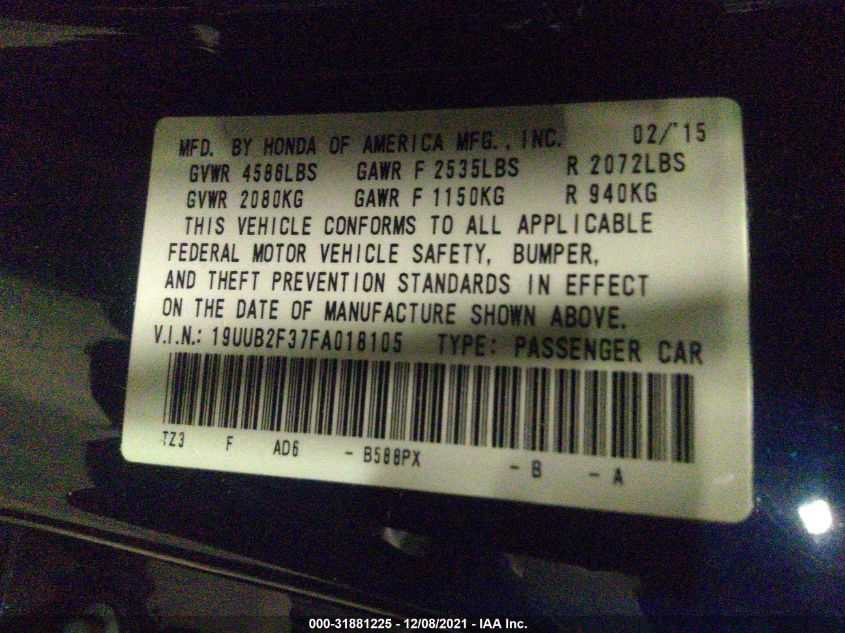 MFD. BY HONDA OF AMERICA MFG., INC. 02/'15
GVWR 4586LBS GAWR F 2535LBS R 2072LBS
GVWR 2080KG GAWR F 1150KG R 940KG
THIS VEHICLE CONFORMS TO ALL APPLICABLE
FEDERAL MOTOR VEHICLE SAFETY, BUMPER,
AND THEFT PREVENTION STANDARDS IN EFFECT
ON THE DATE OF MANUFACTURE SHOWN ABOVE.
V.I.N.: 19UUB2F37FA018105 TYPE: PASSENGER CAR
TZ3 F AD6 - B588PX - B - A
000-31881225 - 12/08/2021 - IAA Inc.